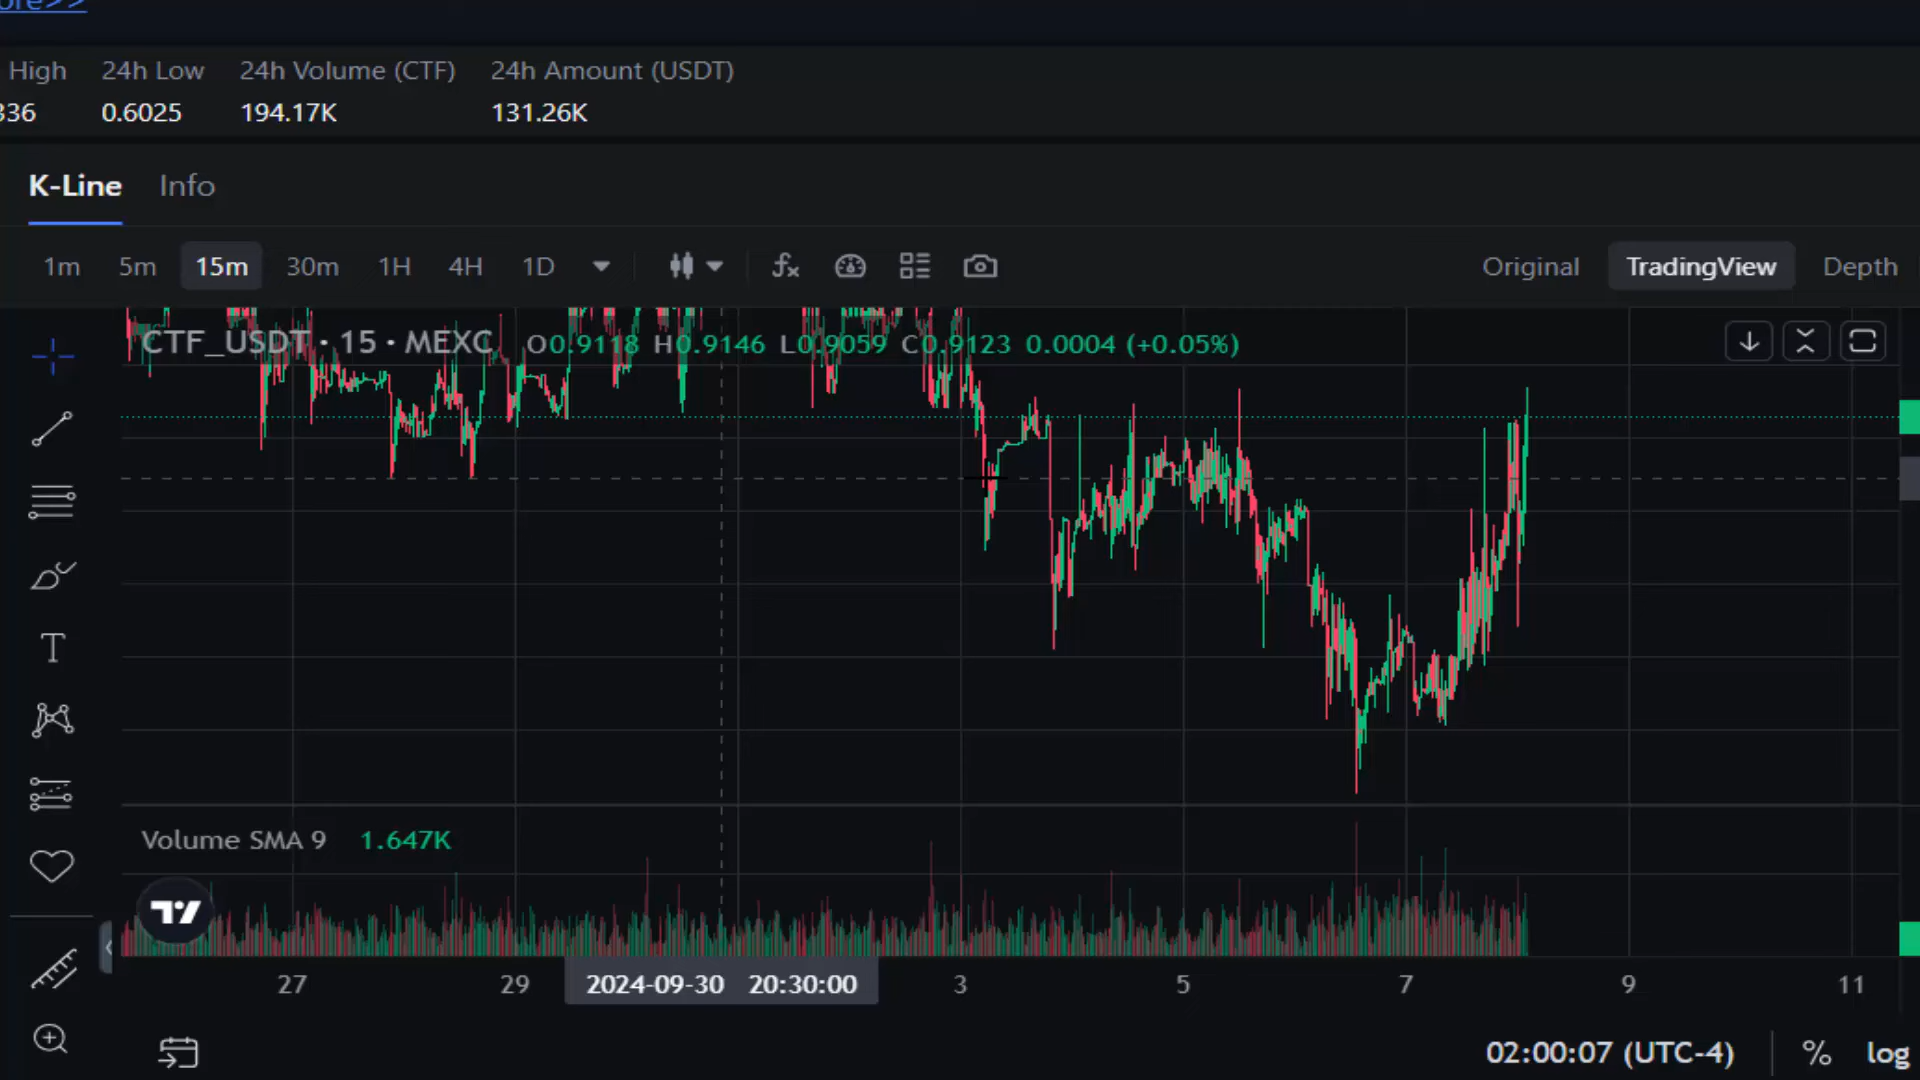 ore>>
High 24h Low 24h Volume (CTF) 24h Amount (USDT)
336 0.6025 194.17K 131.26K
K-Line Info
1m 5m 15m 30m 1H 4H 1D Original TradingView Depth
CTF_USDT · 15 · MEXC O0.9118 H0.9146 L0.9059 C0.9123 0.0004 (+0.05%)
Volume SMA 9 1.647K
27 29 2024-09-30 20:30:00 3 5 7 9 11
02:00:07 (UTC-4) % log